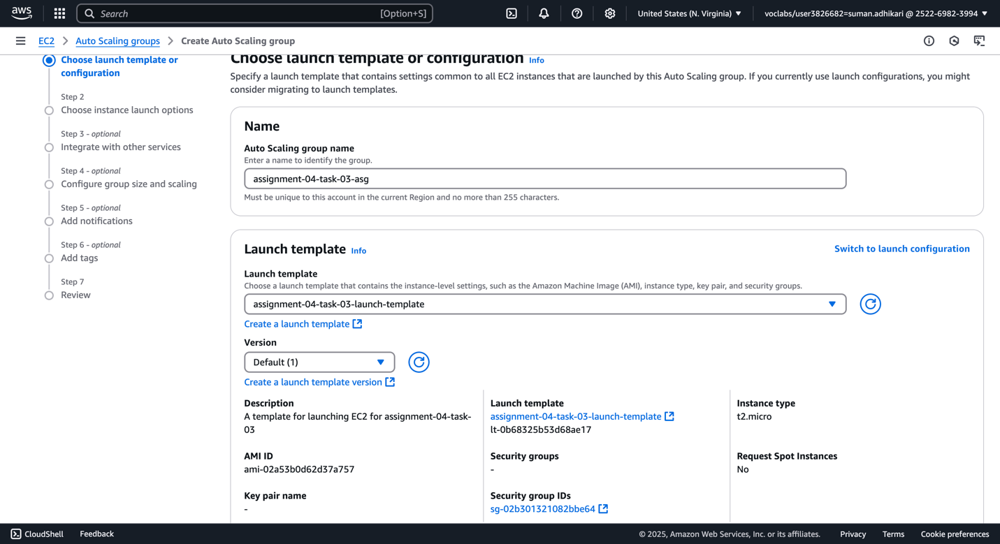 aws
Search
[Option+S]
United States (N. Virginia)
voclabs/user3826682=suman.adhikari @ 2522-6982-3994
EC2
Auto Scaling groups
Create Auto Scaling group
Choose launch template or
configuration
Step 2
Choose instance launch options
Step 3 - optional
Integrate with other services
Step 4 - optional
Configure group size and scaling
Step 5 - optional
Add notifications
Step 6 - optional
Add tags
Step 7
Review
Choose launch template or configuration Info
Specify a launch template that contains settings common to all EC2 instances that are launched by this Auto Scaling group. If you currently use launch configurations, you might
consider migrating to launch templates.
Name
Auto Scaling group name
Enter a name to identify the group.
assignment-04-task-03-asg
Must be unique to this account in the current Region and no more than 255 characters.
Launch template Info
Switch to launch configuration
Launch template
Choose a launch template that contains the instance-level settings, such as the Amazon Machine Image (AMI), instance type, key pair, and security groups.
assignment-04-task-03-launch-template
Create a launch template
Version
Default (1)
Create a launch template version
Description
A template for launching EC2 for assignment-04-task-
03
Launch template
assignment-04-task-03-launch-template
lt-0b68325b53d68ae17
Instance type
t2.micro
AMI ID
ami-02a53b0d62d37a757
Security groups
-
Request Spot Instances
No
Key pair name
-
Security group IDs
sg-02b301321082bbe64
CloudShell
Feedback
© 2025, Amazon Web Services, Inc. or its affiliates.
Privacy
Terms
Cookie preferences